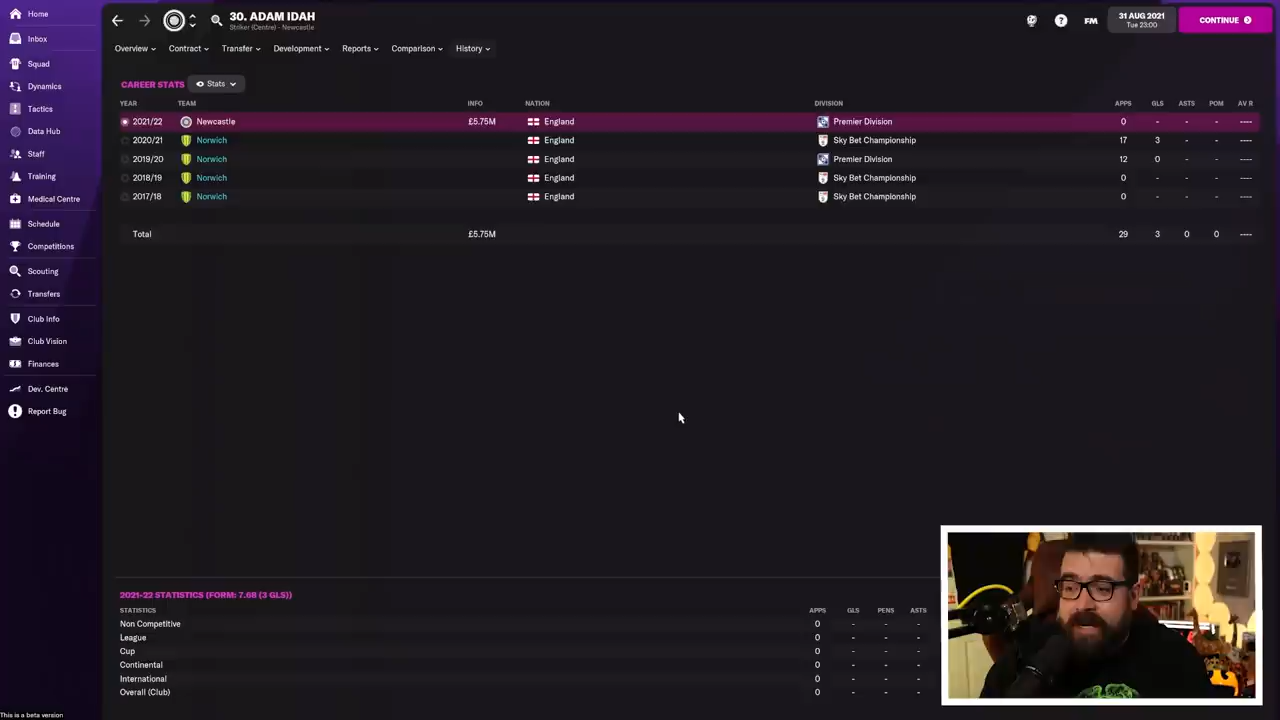 Home
Inbox
Squad
Dynamics
Tactics
Data Hub
Staff
Training
Medical Centre
Schedule
Competitions
Scouting
Transfers
Club Info
Club Vision
Finances
Dev. Centre
Report Bug
This is a beta version
30. ADAM IDAH
Striker (Centre) - Newcastle
FM
31 AUG 2021
Tue 23:00
CONTINUE
Overview Contract Transfer Development Reports Comparison History
CAREER STATS Stats
YEAR TEAM INFO NATION DIVISION APPS GLS ASTS POM AV R
2021/22 Newcastle £5.75M England Premier Division 0 - - - ----
2020/21 Norwich England Sky Bet Championship 17 3 - - ----
2019/20 Norwich England Premier Division 12 0 - - ----
2018/19 Norwich England Sky Bet Championship 0 - - - ----
2017/18 Norwich England Sky Bet Championship 0 - - - ----
Total £5.75M 29 3 0 0 ----
2021-22 STATISTICS (FORM: 7.68 (3 GLS))
STATISTICS APPS GLS PENS ASTS
Non Competitive 0 - - -
League 0 - - -
Cup 0 - - -
Continental 0 - - -
International 0 - - -
Overall (Club) 0 - - -